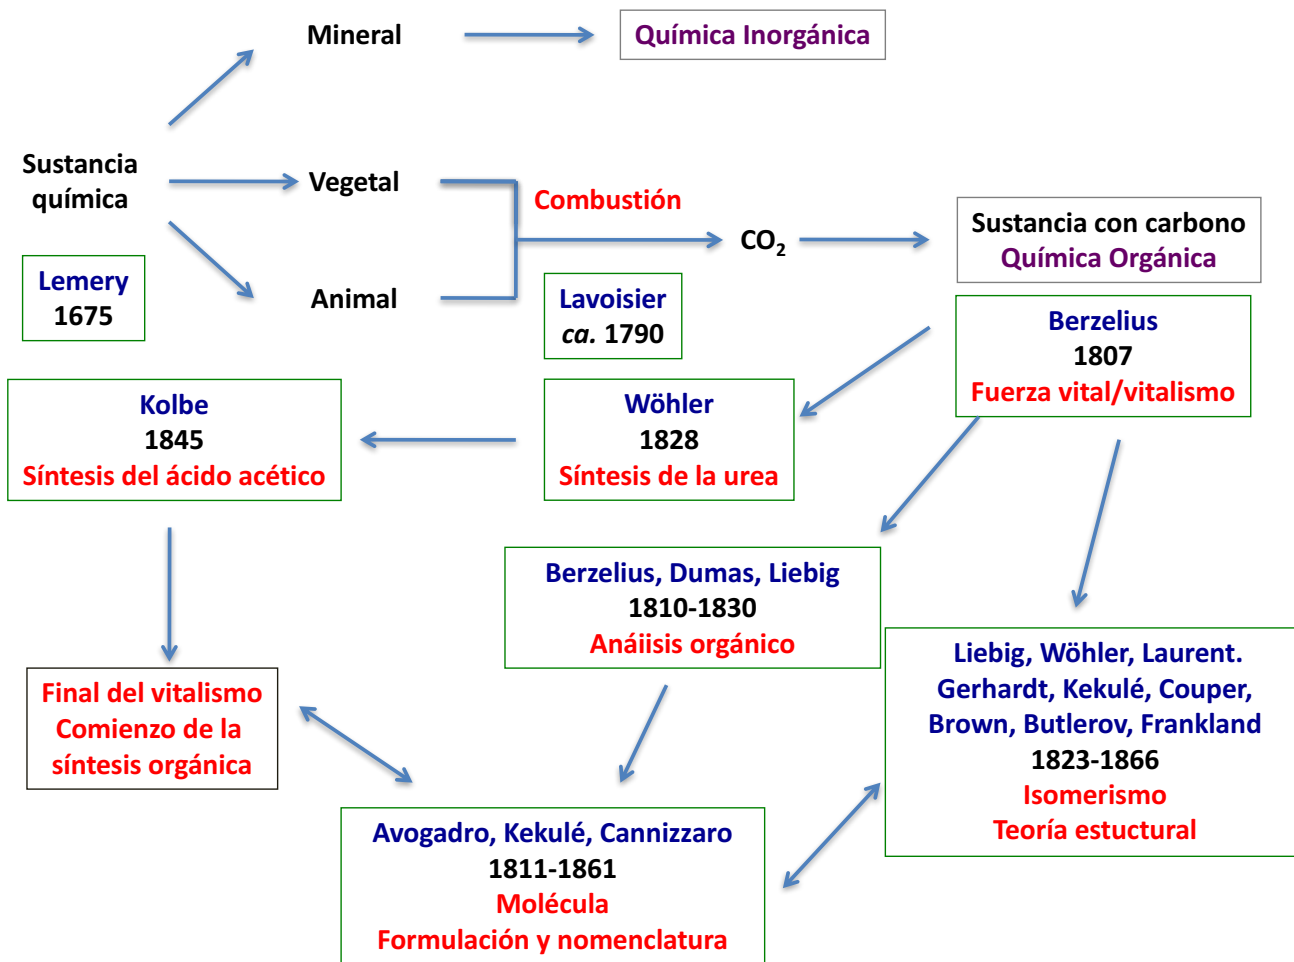 Mineral
Química Inorgánica
Sustancia
química
Vegetal
Combustión
CO₂
Sustancia con carbono
Química Orgánica
Animal
Lemery
1675
Lavoisier
ca. 1790
Berzelius
1807
Fuerza vital/vitalismo
Kolbe
1845
Síntesis del ácido acético
Wöhler
1828
Síntesis de la urea
Berzelius, Dumas, Liebig
1810-1830
Anáiisis orgánico
Liebig, Wöhler, Laurent.
Gerhardt, Kekulé, Couper,
Brown, Butlerov, Frankland
1823-1866
Isomerismo
Teoría estuctural
Final del vitalismo
Comienzo de la
síntesis orgánica
Avogadro, Kekulé, Cannizzaro
1811-1861
Molécula
Formulación y nomenclatura